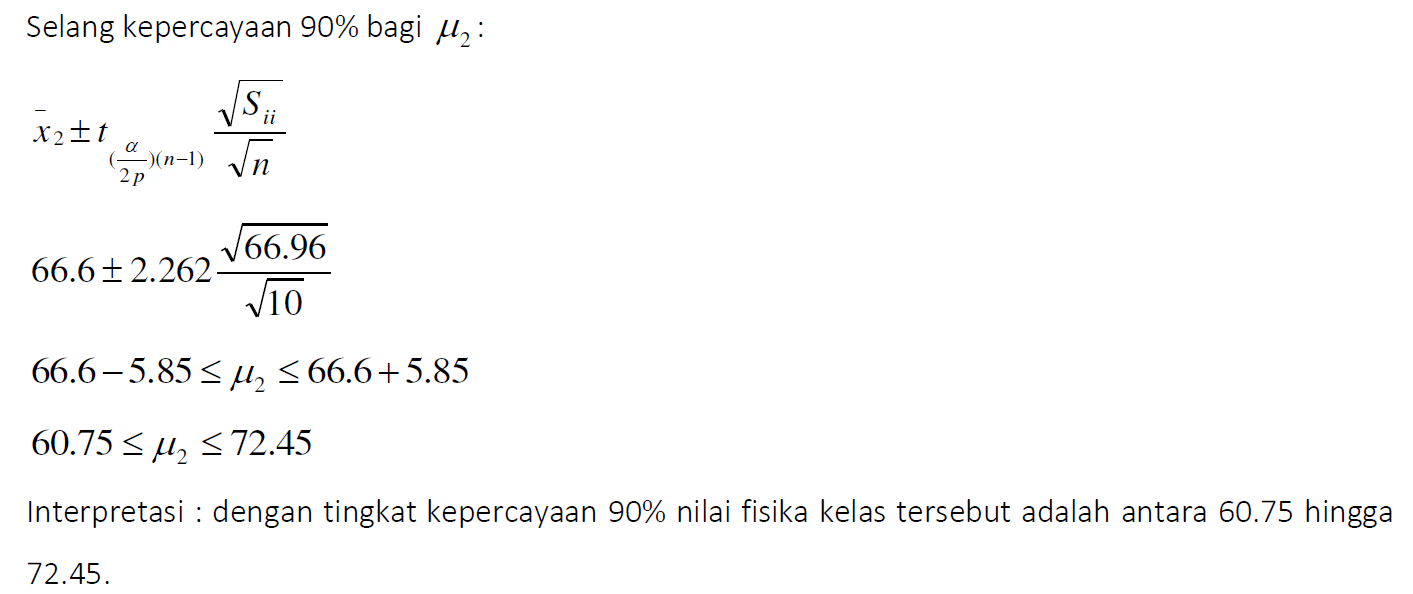 Selang kepercayaan 90% bagi μ₂ :
x̄₂ ± t_{(α/2p)(n−1)} √S_{ii} / √n
66.6 ± 2.262 √66.96 / √10
66.6 − 5.85 ≤ μ₂ ≤ 66.6 + 5.85
60.75 ≤ μ₂ ≤ 72.45
Interpretasi : dengan tingkat kepercayaan 90% nilai fisika kelas tersebut adalah antara 60.75 hingga
72.45.